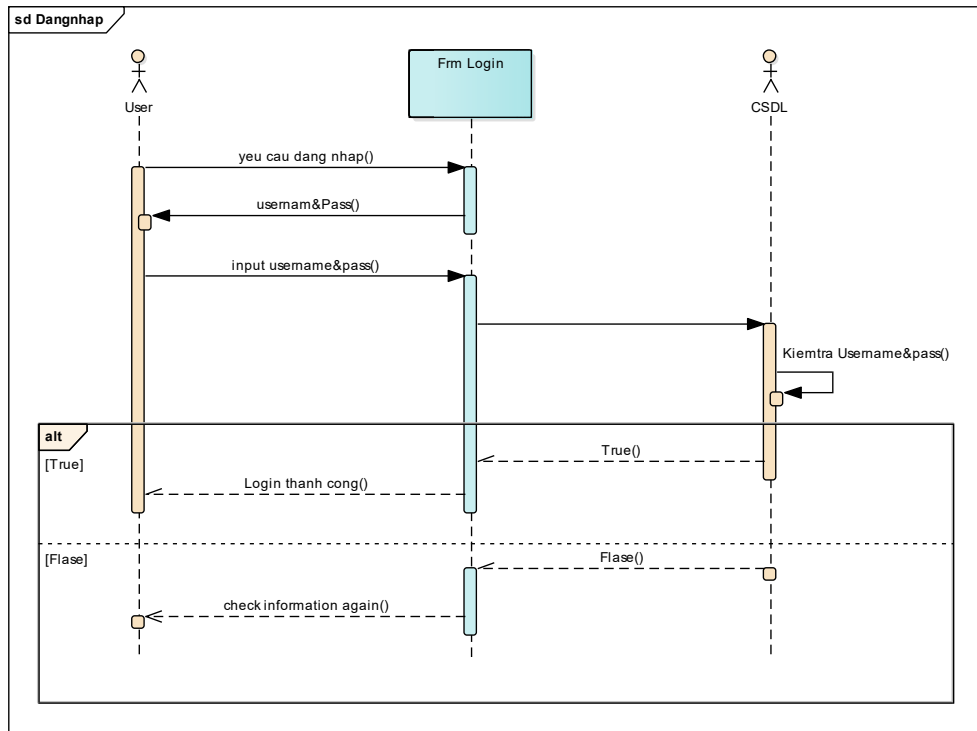 sd Dangnhap
User
Frm Login
CSDL
yeu cau dang nhap()
usernam&Pass()
input username&pass()
Kiemtra Username&pass()
alt
[True]
True()
Login thanh cong()
[Flase]
Flase()
check information again()